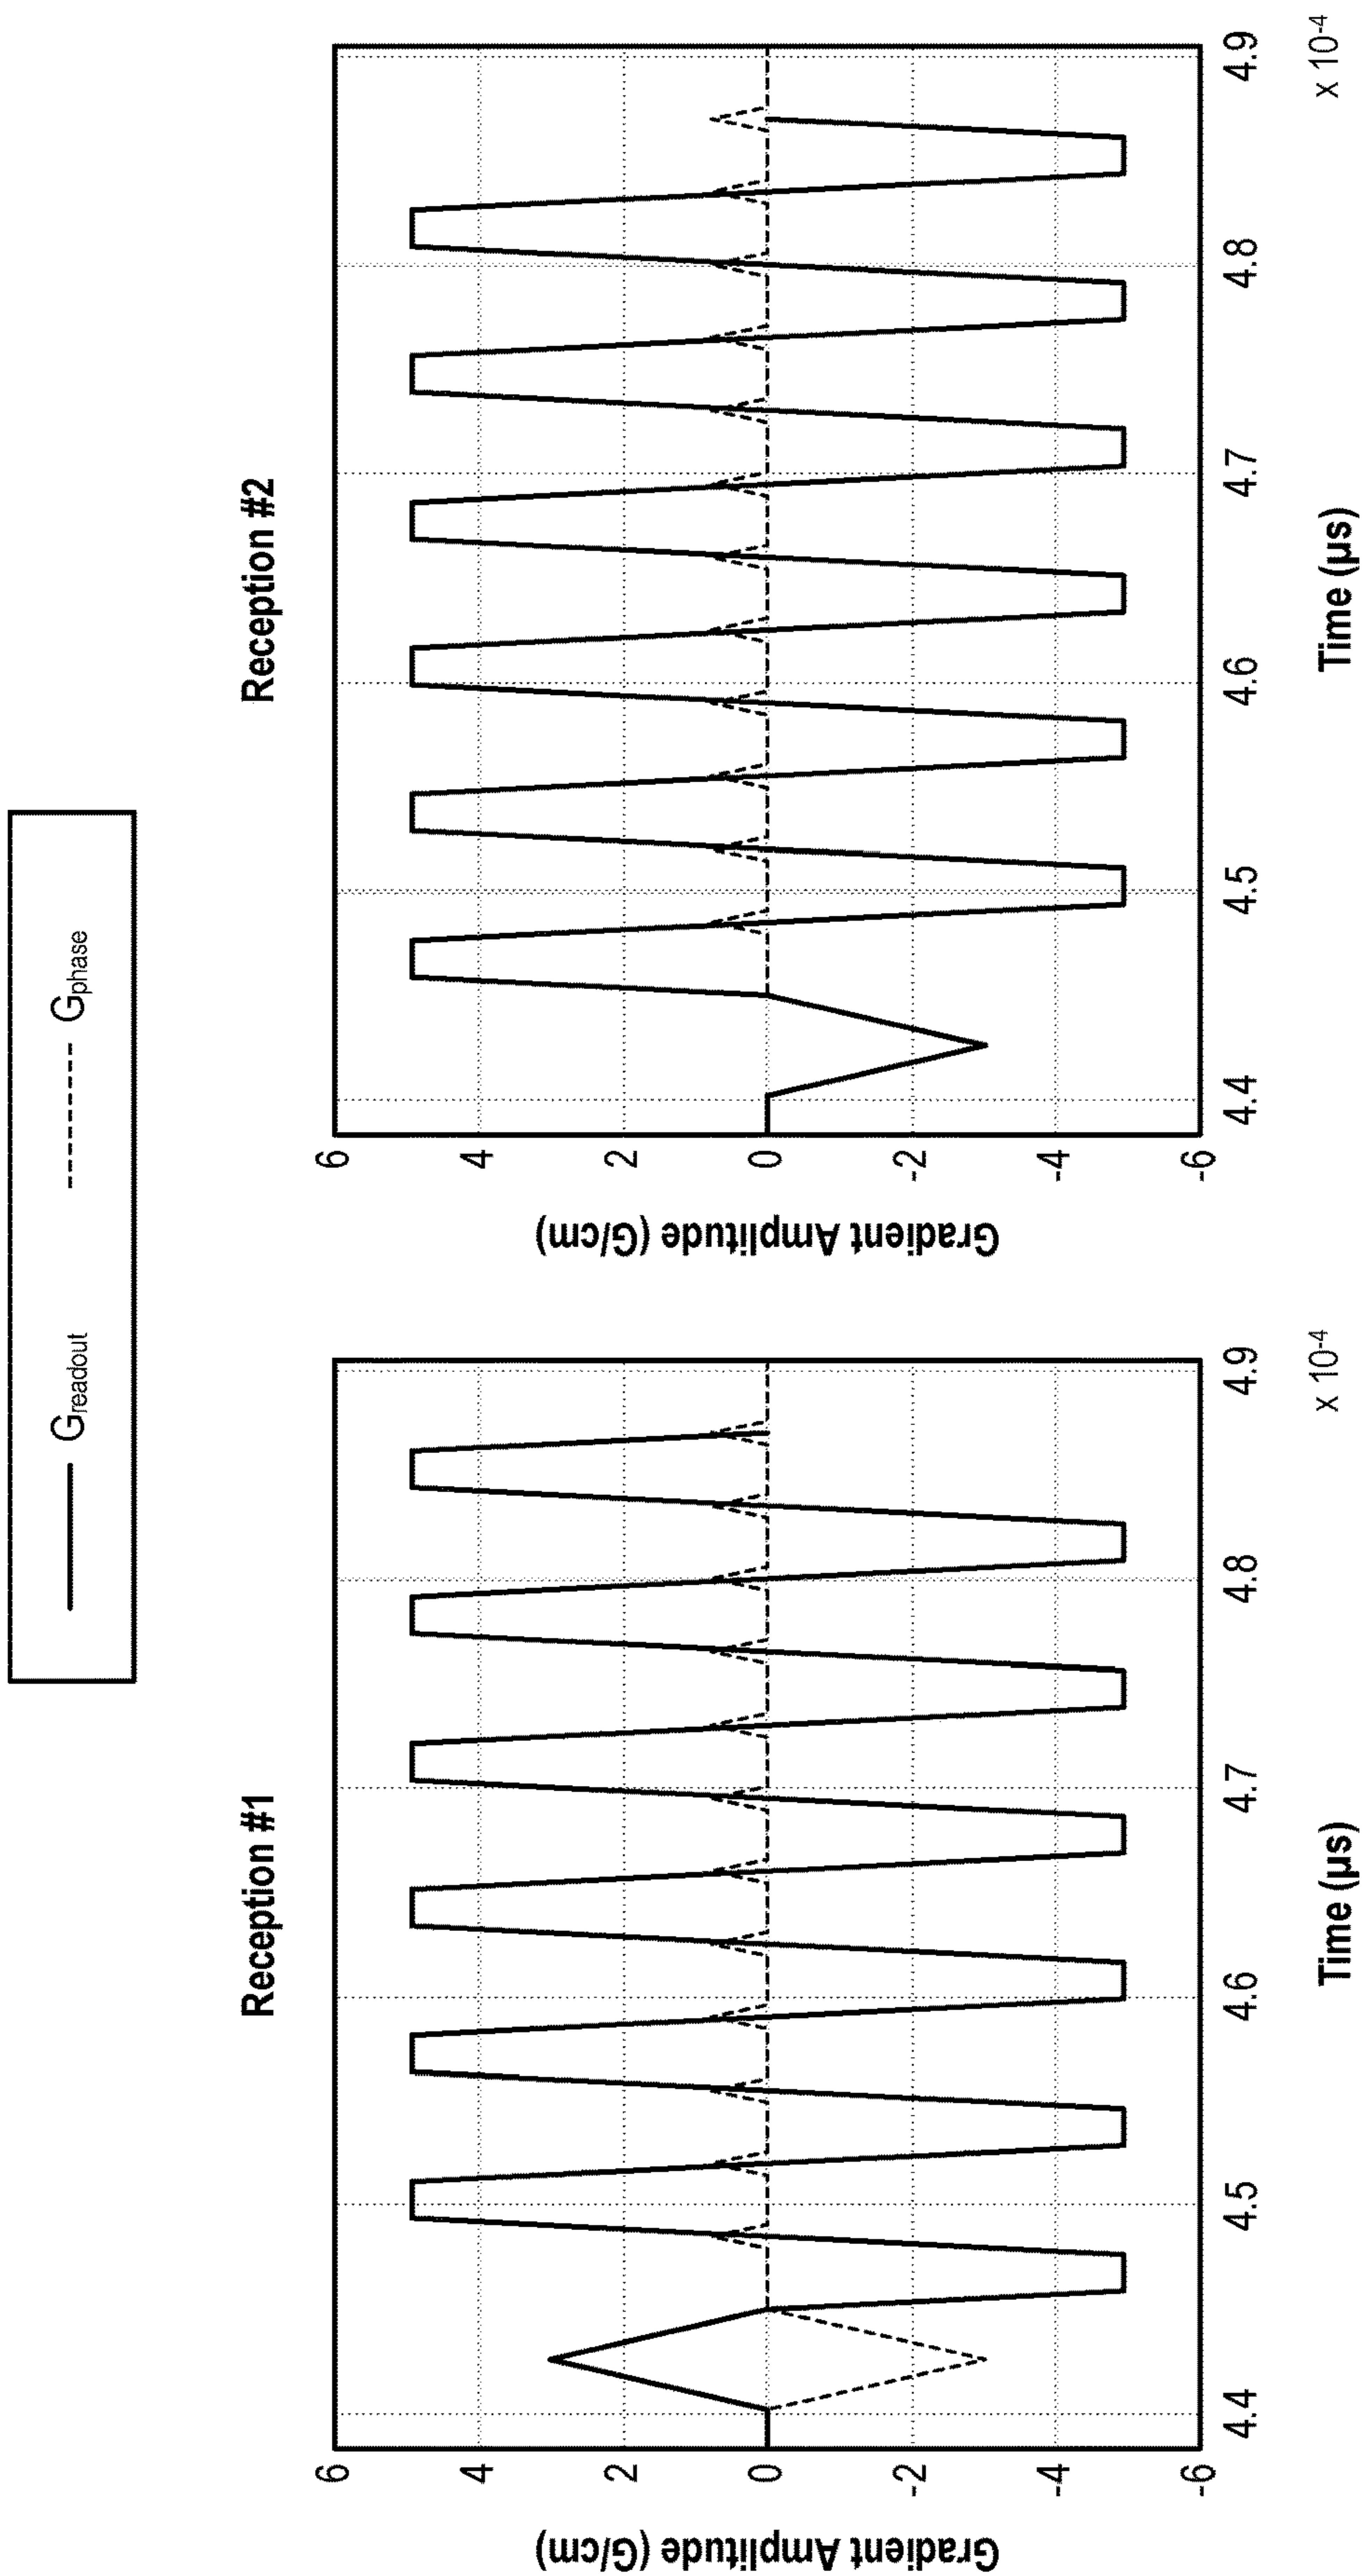 Greadout Gphase
Reception #1
Gradient Amplitude (G/cm)
6
4
2
0
-2
-4
-6
4.4 4.5 4.6 4.7 4.8 4.9
x 10-4
Time (μs)
Reception #2
Gradient Amplitude (G/cm)
6
4
2
0
-2
-4
-6
4.4 4.5 4.6 4.7 4.8 4.9
x 10-4
Time (μs)